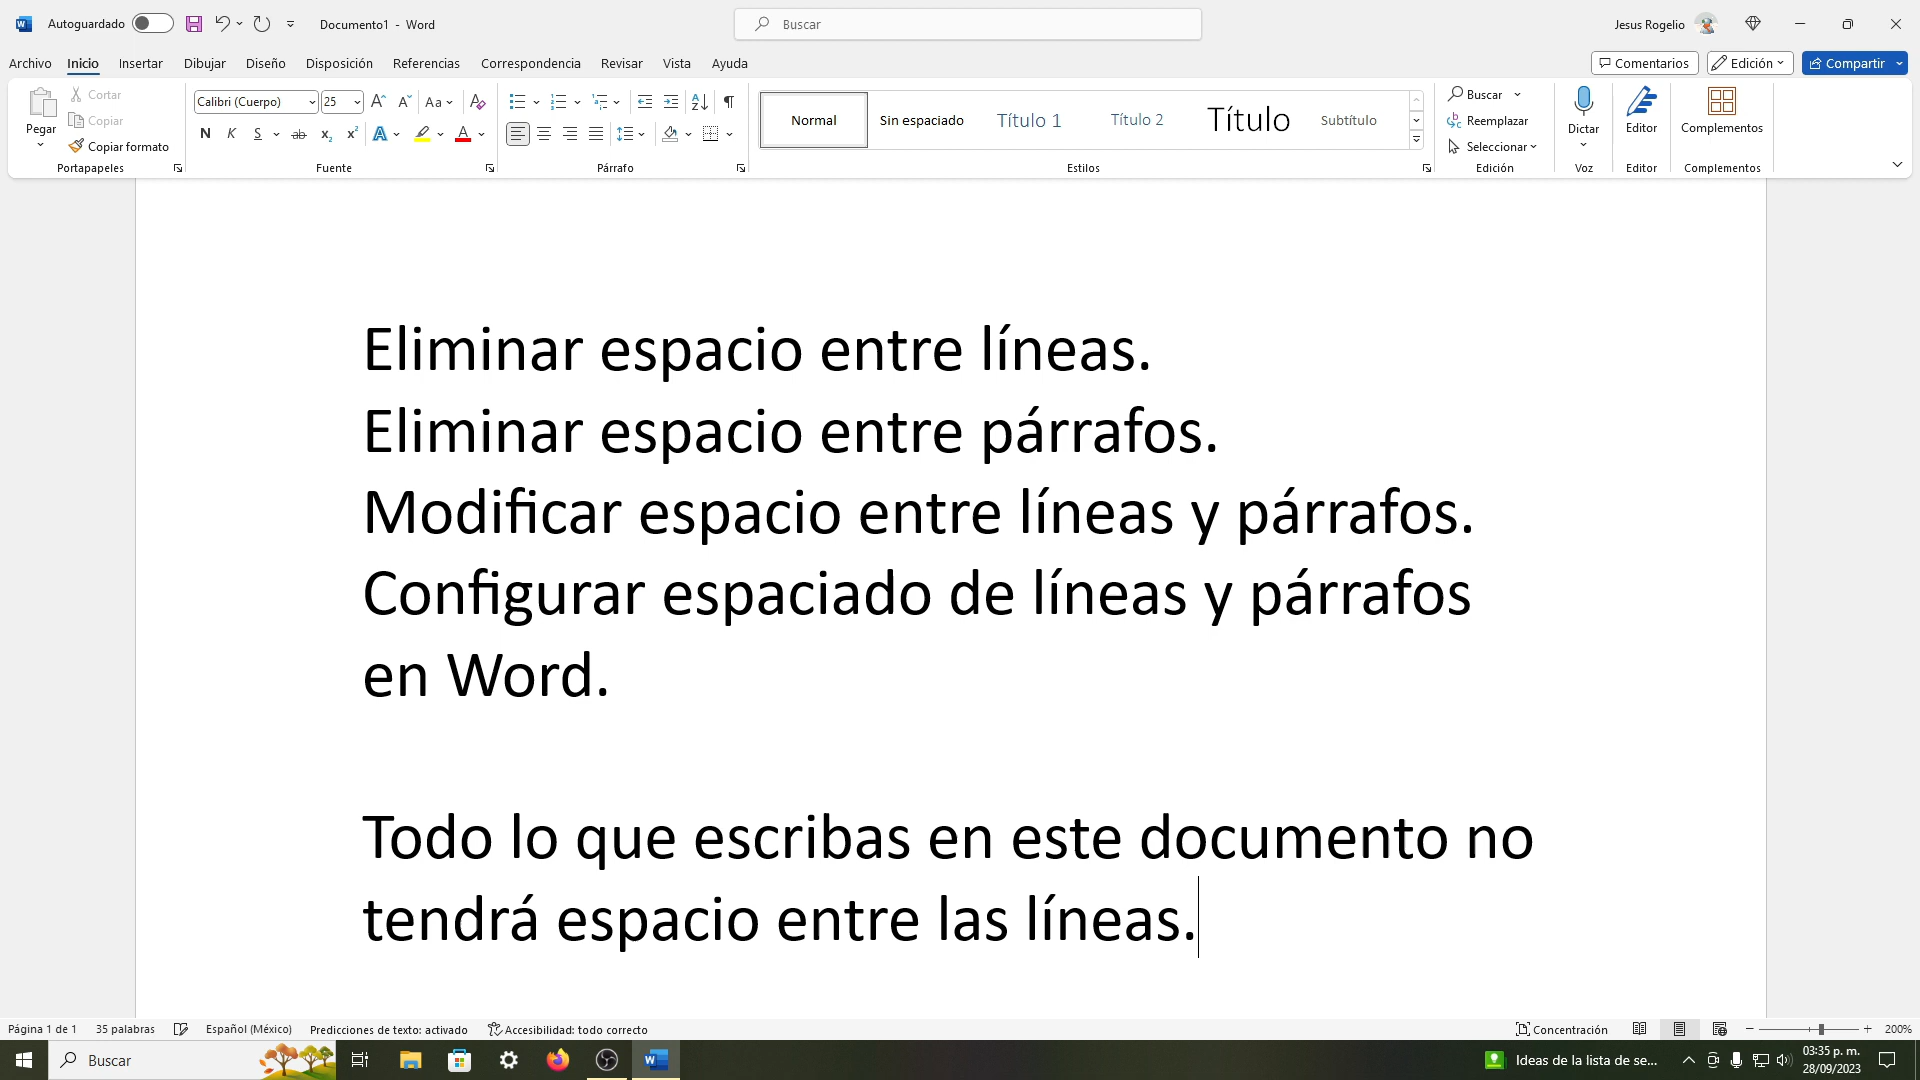 Autoguardado
Documento1 - Word
Buscar
Jesus Rogelio
Archivo Inicio Insertar Dibujar Diseño Disposición Referencias Correspondencia Revisar Vista Ayuda
Comentarios Edición Compartir
Pegar
Cortar
Copiar
Copiar formato
Portapapeles
Calibri (Cuerpo) 25
Aa
N K S ab x₂ x² A A
Fuente
Párrafo
Normal Sin espaciado Título 1 Título 2 Título Subtítulo
Estilos
Buscar
Reemplazar
Seleccionar
Edición
Dictar
Voz
Editor
Editor
Complementos
Complementos
Eliminar espacio entre líneas.
Eliminar espacio entre párrafos.
Modificar espacio entre líneas y párrafos.
Configurar espaciado de líneas y párrafos
en Word.
Todo lo que escribas en este documento no
tendrá espacio entre las líneas.
Página 1 de 1 35 palabras Español (México) Predicciones de texto: activado Accesibilidad: todo correcto
Concentración 200%
Buscar
Ideas de la lista de se...
03:35 p. m.
28/09/2023